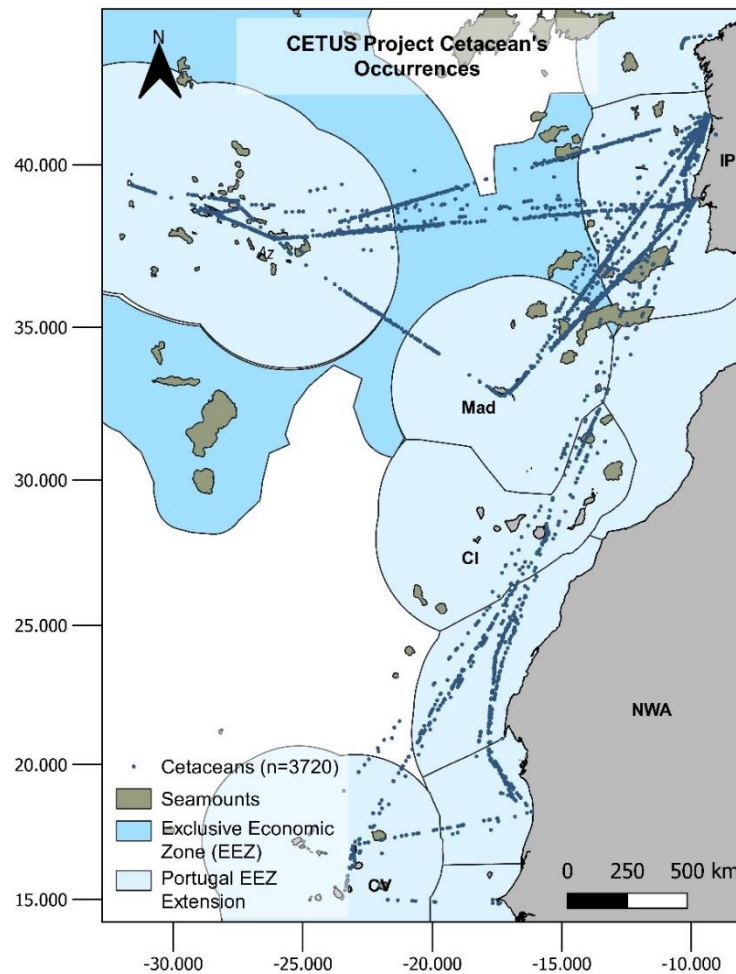 CETUS Project Cetacean's
Occurrences
N
40.000
35.000
30.000
25.000
20.000
15.000
IP
Az
Mad
CI
NWA
CV
Cetaceans (n=3720)
Seamounts
Exclusive Economic
Zone (EEZ)
Portugal EEZ
Extension
0 250 500 km
-30.000 -25.000 -20.000 -15.000 -10.000